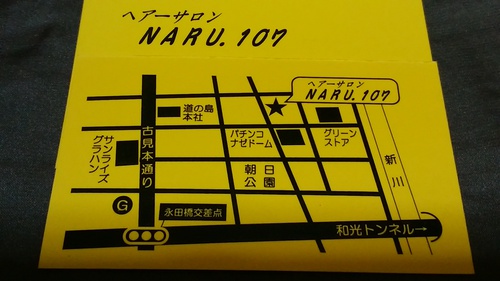 ヘアーサロン
NARU.107
ヘアーサロン
NARU.107
道の島
本社
古見本通り
パチンコ
ナゼドーム
グリーン
ストア
サンライズ
グラハン
朝日
公園
新川
G
永田橋交差点
和光トンネル→